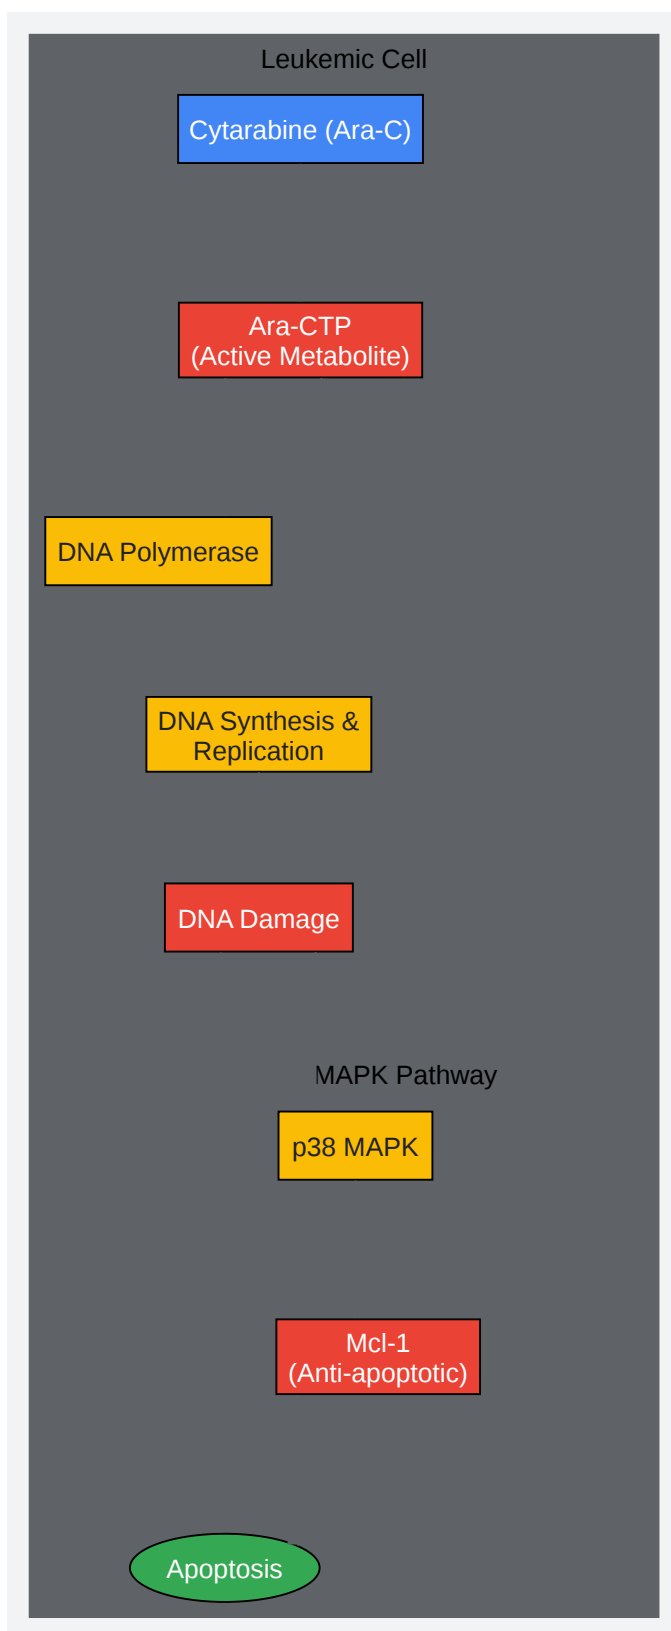 Leukemic Cell
Cytarabine (Ara-C)
Ara-CTP
(Active Metabolite)
DNA Polymerase
DNA Synthesis &
Replication
DNA Damage
MAPK Pathway
p38 MAPK
Mcl-1
(Anti-apoptotic)
Apoptosis